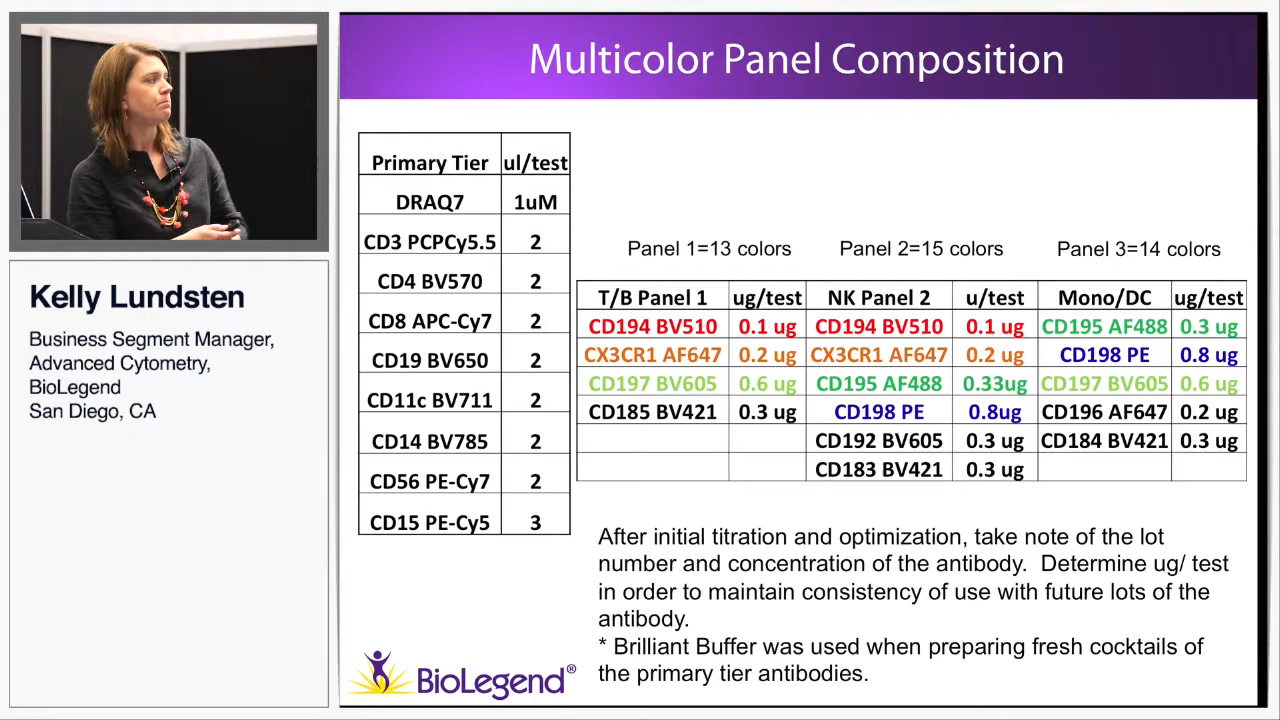 Multicolor Panel Composition
Primary Tier ul/test
DRAQ7 1uM
CD3 PCPCy5.5 2
CD4 BV570 2
CD8 APC-Cy7 2
CD19 BV650 2
CD11c BV711 2
CD14 BV785 2
CD56 PE-Cy7 2
CD15 PE-Cy5 3
Panel 1=13 colors Panel 2=15 colors Panel 3=14 colors
T/B Panel 1 ug/test NK Panel 2 u/test Mono/DC ug/test
CD194 BV510 0.1 ug CD194 BV510 0.1 ug CD195 AF488 0.3 ug
CX3CR1 AF647 0.2 ug CX3CR1 AF647 0.2 ug CD198 PE 0.8 ug
CD197 BV605 0.6 ug CD195 AF488 0.33ug CD197 BV605 0.6 ug
CD185 BV421 0.3 ug CD198 PE 0.8ug CD196 AF647 0.2 ug
CD192 BV605 0.3 ug CD184 BV421 0.3 ug
CD183 BV421 0.3 ug
After initial titration and optimization, take note of the lot
number and concentration of the antibody. Determine ug/ test
in order to maintain consistency of use with future lots of the
antibody.
* Brilliant Buffer was used when preparing fresh cocktails of
the primary tier antibodies.
BioLegend®
Kelly Lundsten
Business Segment Manager,
Advanced Cytometry,
BioLegend
San Diego, CA